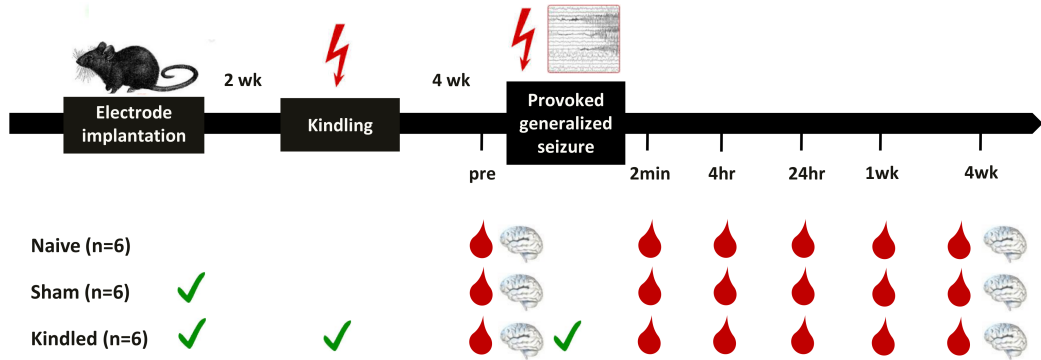 2 wk
4 wk
Electrode
implantation
Kindling
Provoked
generalized
seizure
pre
2min
4hr
24hr
1wk
4wk
Naive (n=6)
Sham (n=6)
Kindled (n=6)